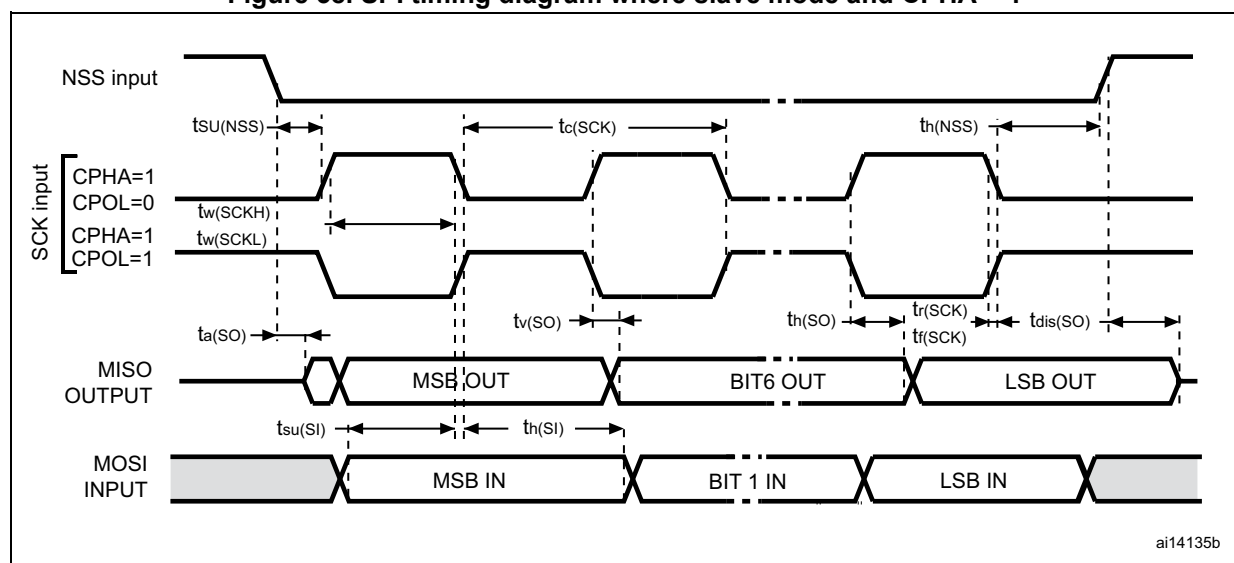 NSS input
tSU(NSS)
tc(SCK)
th(NSS)
SCK input
CPHA=1
CPOL=0
tw(SCKH)
CPHA=1
tw(SCKL)
CPOL=1
ta(SO)
tv(SO)
th(SO)
tr(SCK)
tf(SCK)
tdis(SO)
MISO
OUTPUT
MSB OUT
BIT6 OUT
LSB OUT
tsu(SI)
th(SI)
MOSI
INPUT
MSB IN
BIT 1 IN
LSB IN
ai14135b